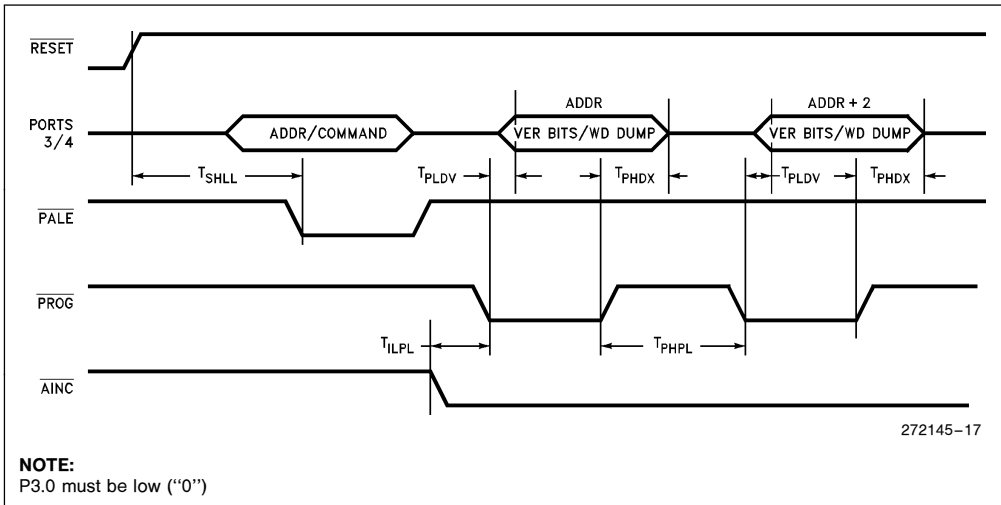 RESET
ADDR
ADDR + 2
PORTS
3/4
ADDR/COMMAND
VER BITS/WD DUMP
VER BITS/WD DUMP
TSHLL
TPLDV
TPHDX
TPLDV
TPHDX
PALE
PROG
TILPL
TPHPL
AINC
272145–17
NOTE:
P3.0 must be low (‘‘0’’)